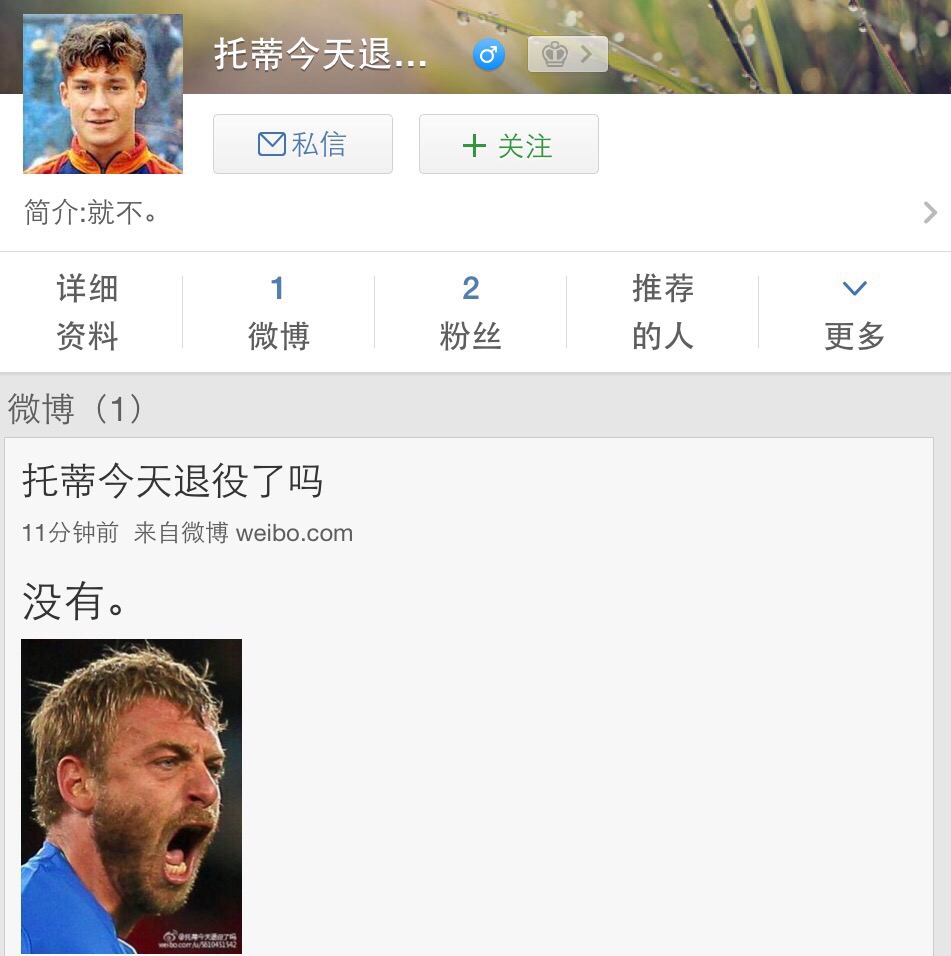 托蒂今天退...
私信
关注
简介:就不。
详细
资料
1
微博
2
粉丝
推荐
的人
更多
微博（1）
托蒂今天退役了吗
11分钟前 来自微博 weibo.com
没有。
@托蒂今天退役了吗
weibo.com/u/5610451542